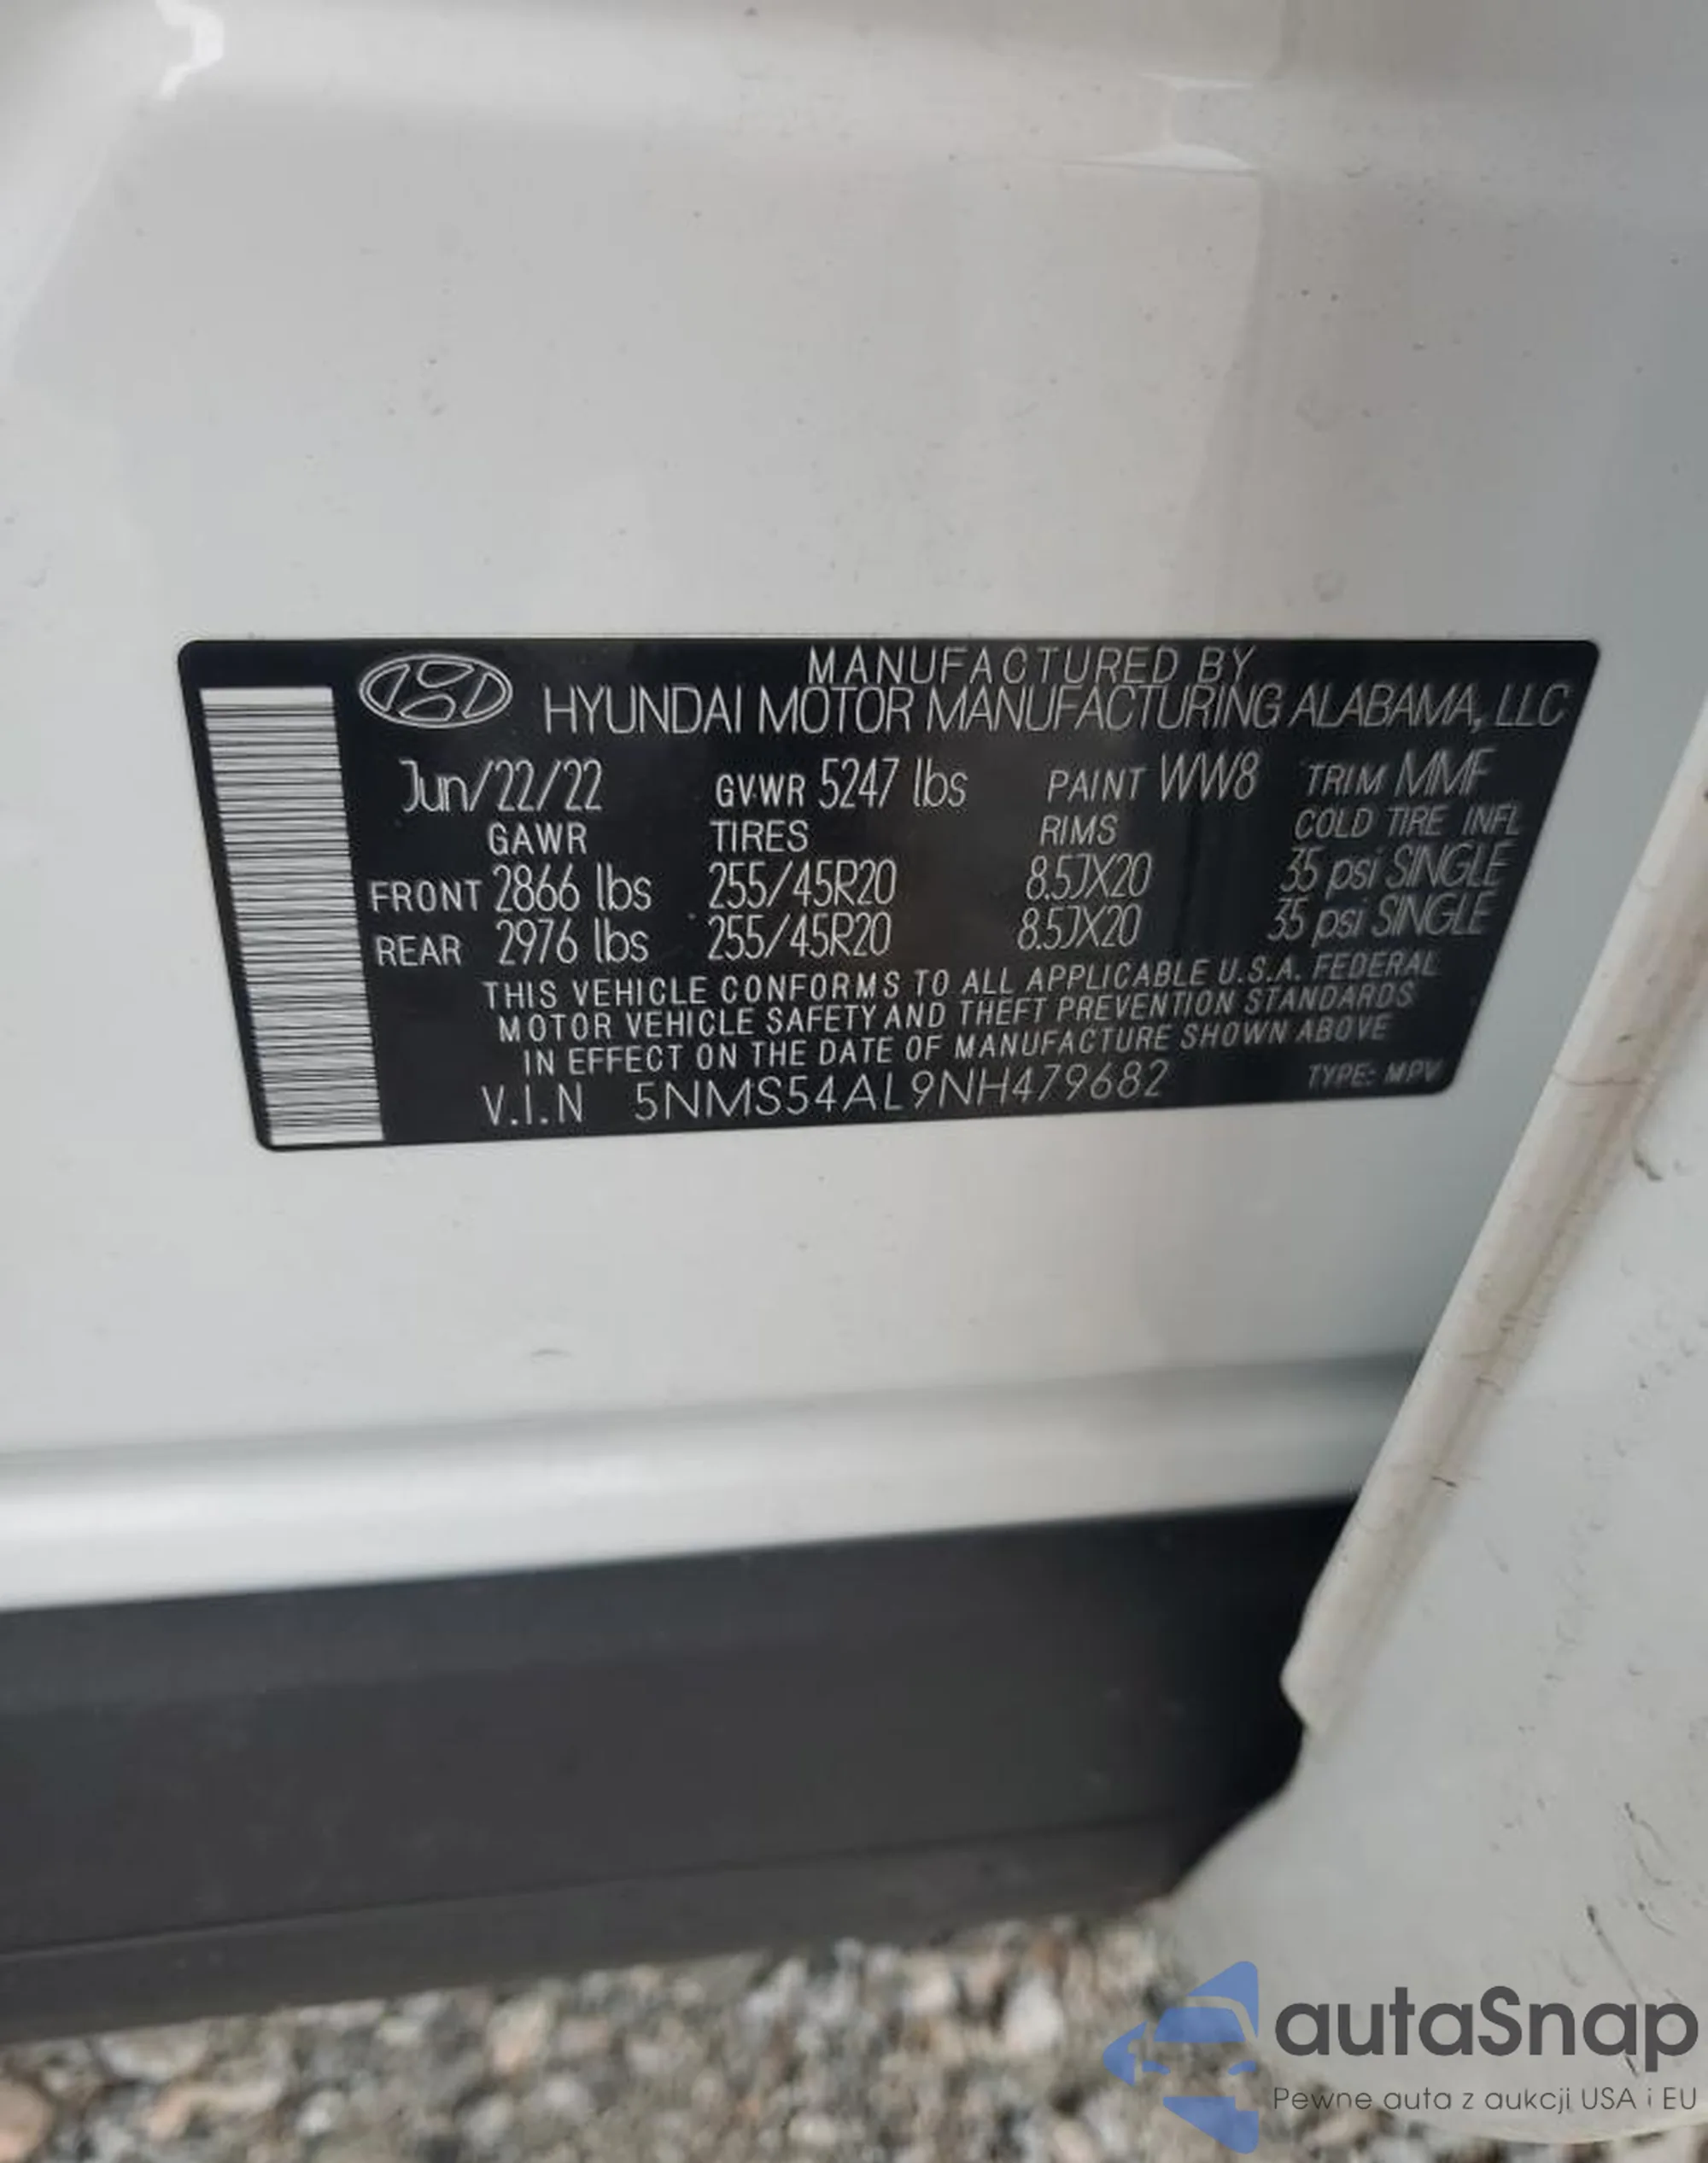 MANUFACTURED BY
HYUNDAI MOTOR MANUFACTURING ALABAMA, LLC
Jun/22/22 GVWR 5247 lbs PAINT WW8 TRIM MMF
GAWR TIRES RIMS COLD TIRE INFL
FRONT 2866 lbs 255/45R20 8.5JX20 35 psi SINGLE
REAR 2976 lbs 255/45R20 8.5JX20 35 psi SINGLE
THIS VEHICLE CONFORMS TO ALL APPLICABLE U.S.A. FEDERAL
MOTOR VEHICLE SAFETY AND THEFT PREVENTION STANDARDS
IN EFFECT ON THE DATE OF MANUFACTURE SHOWN ABOVE
V.I.N 5NMS54AL9NH479682 TYPE: MPV
autaSnap
Pewne auta z aukcji USA i EU